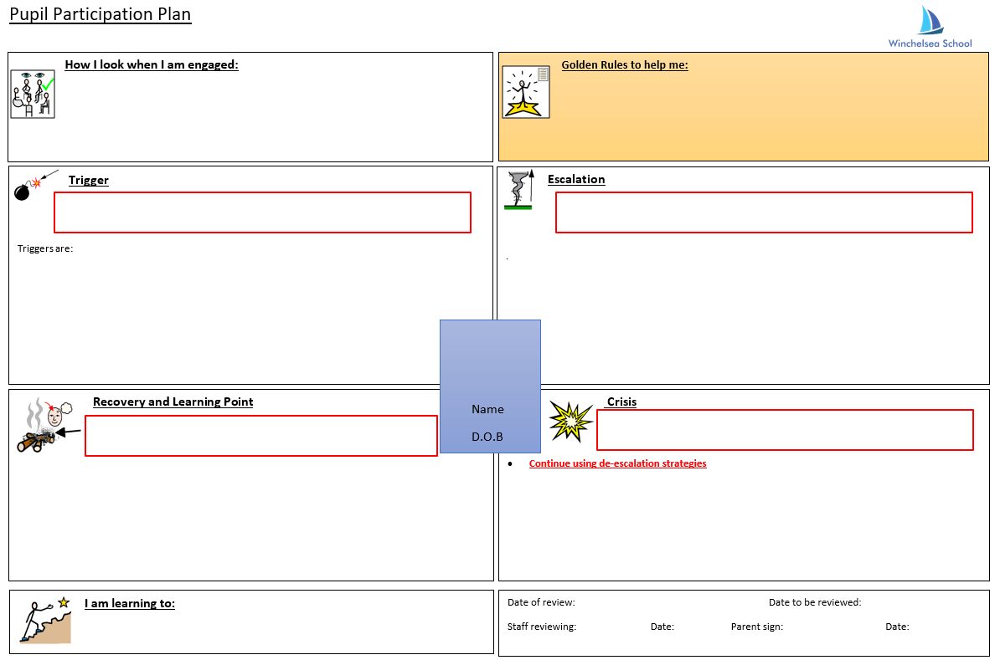 Pupil Participation Plan
Winchelsea School
How I look when I am engaged:
Golden Rules to help me:
Trigger
Triggers are:
Escalation
.
Name
D.O.B
Recovery and Learning Point
Crisis
• Continue using de-escalation strategies
I am learning to:
Date of review: Date to be reviewed:
Staff reviewing: Date: Parent sign: Date: